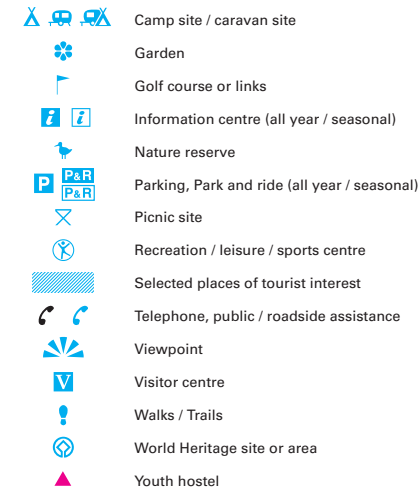 Camp site / caravan site
Garden
Golf course or links
i i Information centre (all year / seasonal)
Nature reserve
P P&R P&R Parking, Park and ride (all year / seasonal)
Picnic site
Recreation / leisure / sports centre
Selected places of tourist interest
Telephone, public / roadside assistance
Viewpoint
V Visitor centre
Walks / Trails
World Heritage site or area
Youth hostel